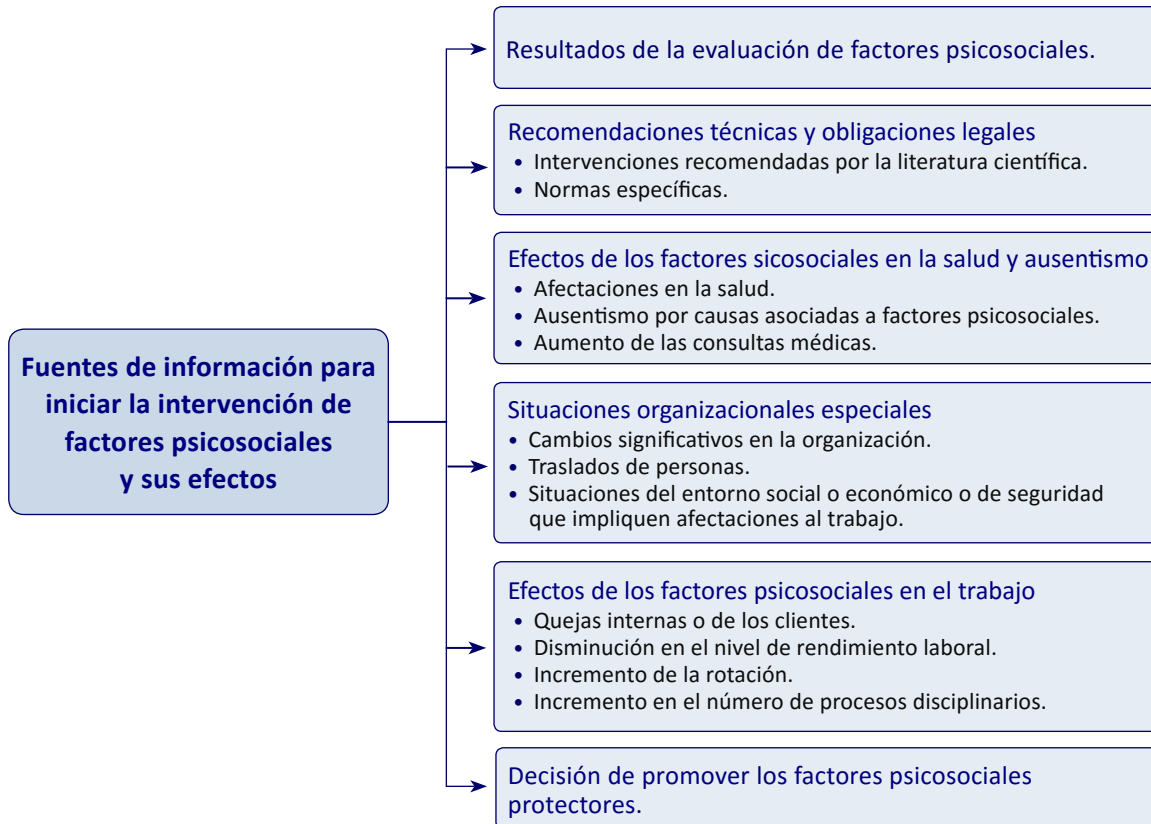 Fuentes de información para
iniciar la intervención de
factores psicosociales
y sus efectos
Resultados de la evaluación de factores psicosociales.
Recomendaciones técnicas y obligaciones legales
• Intervenciones recomendadas por la literatura científica.
• Normas específicas.
Efectos de los factores sicosociales en la salud y ausentismo
• Afectaciones en la salud.
• Ausentismo por causas asociadas a factores psicosociales.
• Aumento de las consultas médicas.
Situaciones organizacionales especiales
• Cambios significativos en la organización.
• Traslados de personas.
• Situaciones del entorno social o económico o de seguridad
que impliquen afectaciones al trabajo.
Efectos de los factores psicosociales en el trabajo
• Quejas internas o de los clientes.
• Disminución en el nivel de rendimiento laboral.
• Incremento de la rotación.
• Incremento en el número de procesos disciplinarios.
Decisión de promover los factores psicosociales
protectores.